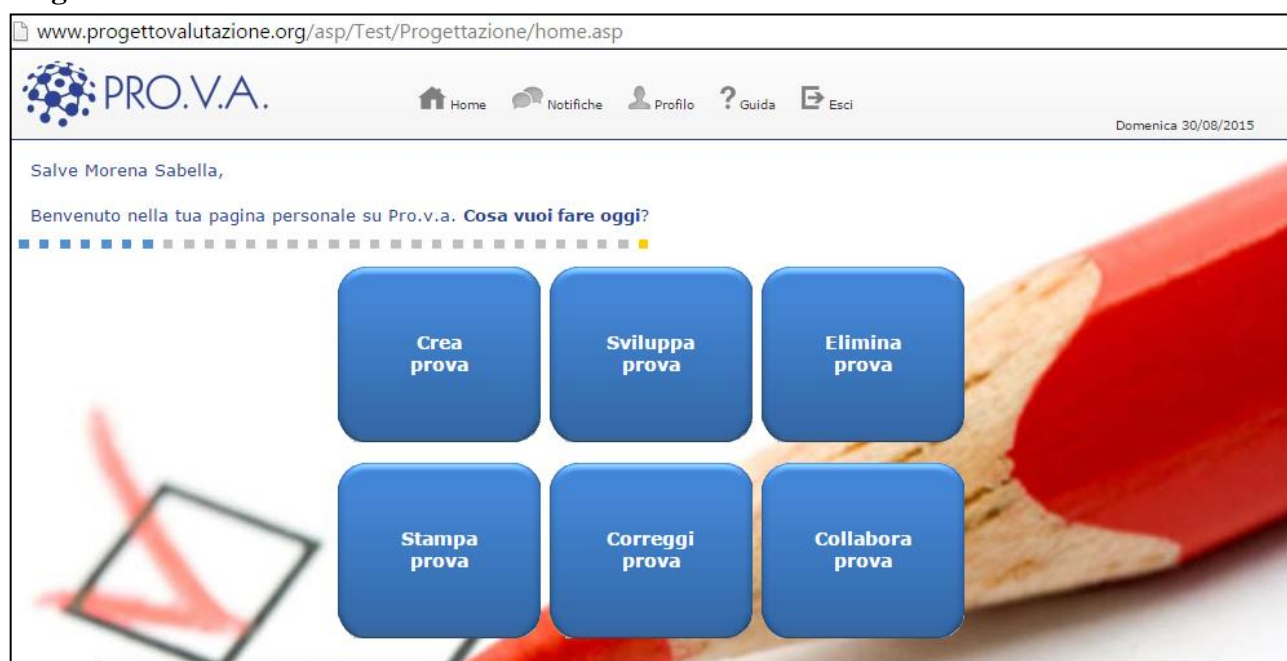 www.progettovalutazione.org/asp/Test/Progettazione/home.asp
PRO.V.A.
Home Notifiche Profilo ? Guida Esci
Domenica 30/08/2015
Salve Morena Sabella,
Benvenuto nella tua pagina personale su Pro.v.a. Cosa vuoi fare oggi?
Crea
prova
Sviluppa
prova
Elimina
prova
Stampa
prova
Correggi
prova
Collabora
prova